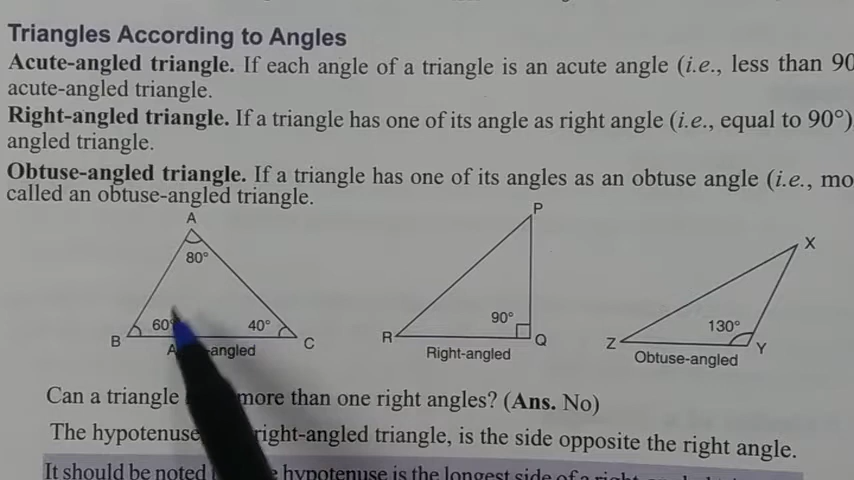 Triangles According to Angles
Acute-angled triangle. If each angle of a triangle is an acute angle (i.e., less than 90
acute-angled triangle.
Right-angled triangle. If a triangle has one of its angle as right angle (i.e., equal to 90°)
angled triangle.
Obtuse-angled triangle. If a triangle has one of its angles as an obtuse angle (i.e., mo
called an obtuse-angled triangle.
A
80°
60°
40°
B
C
-angled
P
90°
R
Q
Right-angled
X
130°
Z
Y
Obtuse-angled
Can a triangle more than one right angles? (Ans. No)
The hypotenuse right-angled triangle, is the side opposite the right angle.
It should be noted hypotenuse is the longest side of a